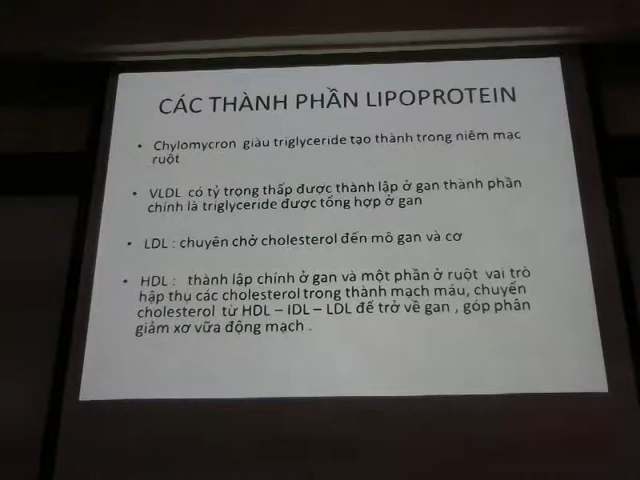 CÁC THÀNH PHẦN LIPOPROTEIN
• Chylomycron giàu triglyceride tạo thành trong niêm mạc
ruột
• VLDL có tỷ trọng thấp được thành lập ở gan thành phần
chính là triglyceride được tổng hợp ở gan
• LDL : chuyên chở cholesterol đến mô gan và cơ
• HDL : thành lập chính ở gan và một phần ở ruột vai trò
hập thụ các cholesterol trong thành mạch máu, chuyển
cholesterol từ HDL – IDL – LDL để trở về gan , góp phần
giảm xơ vữa động mạch .